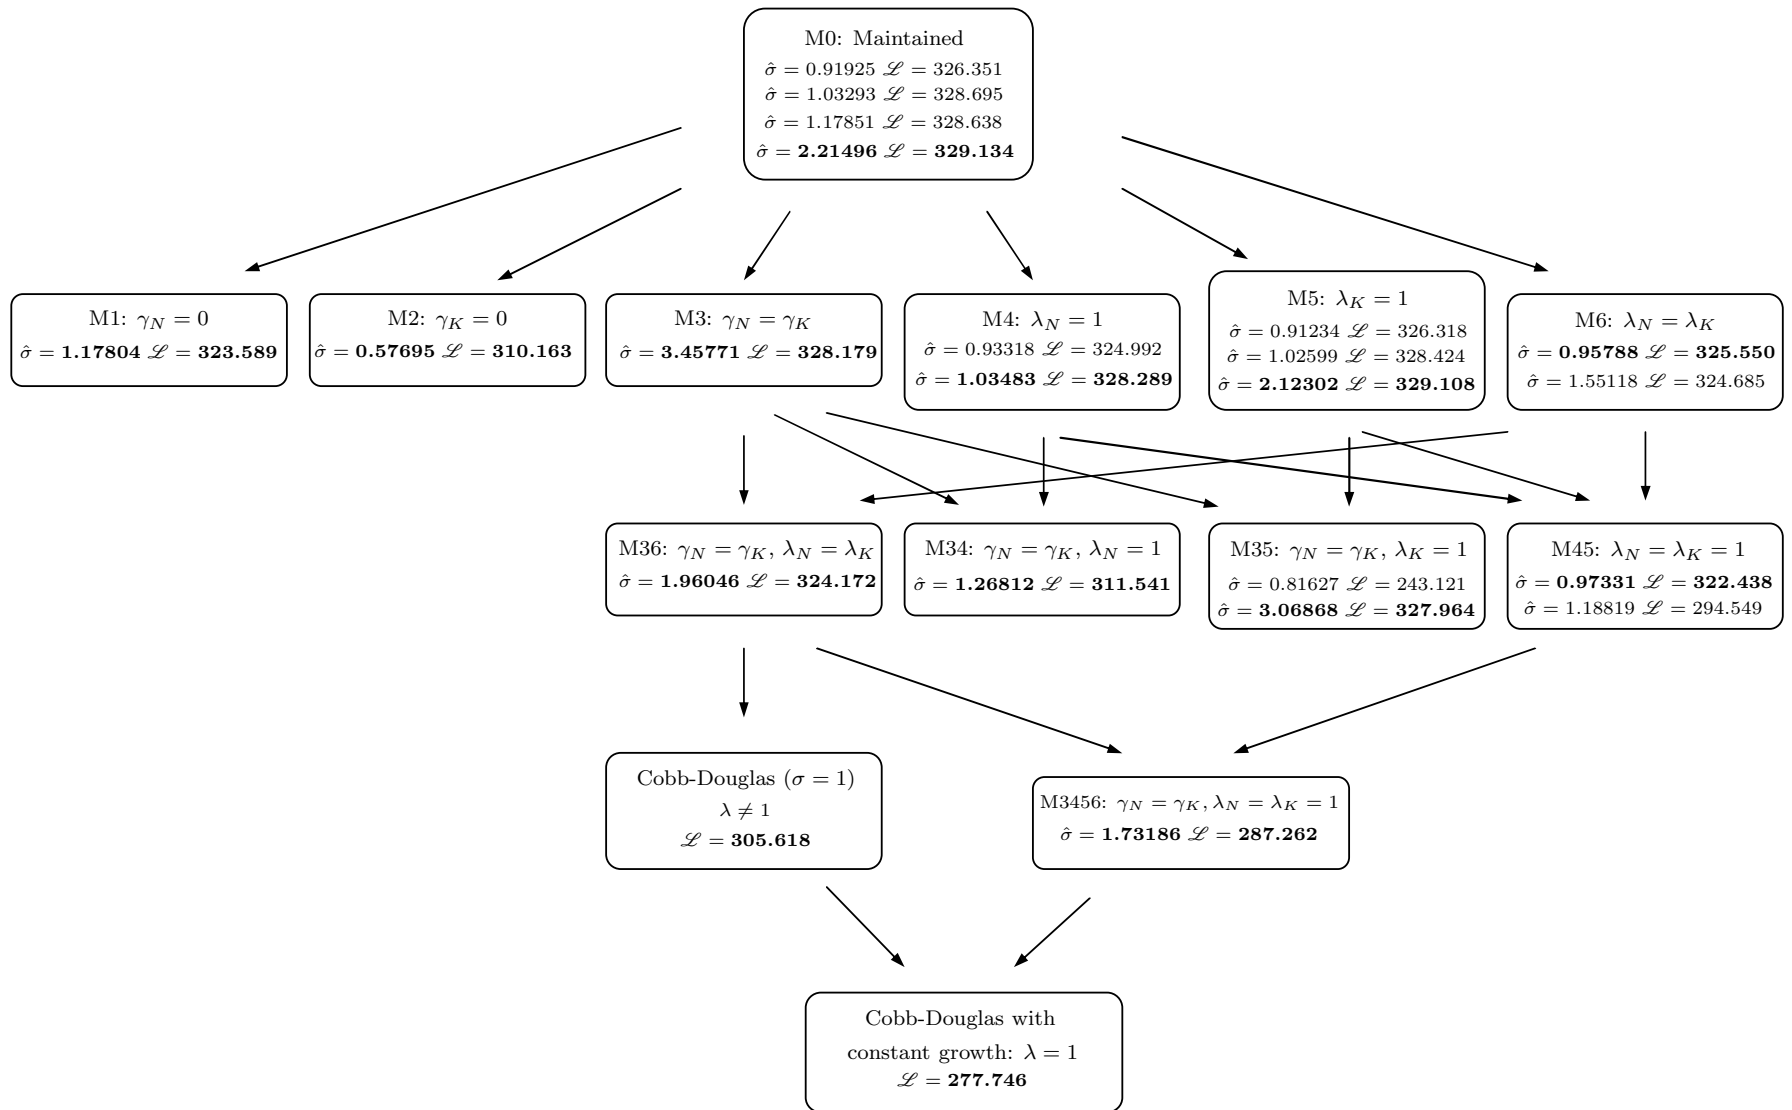 M0: Maintained
σ̂ = 0.91925 ℒ = 326.351
σ̂ = 1.03293 ℒ = 328.695
σ̂ = 1.17851 ℒ = 328.638
σ̂ = 2.21496 ℒ = 329.134
M1: γ_N = 0
σ̂ = 1.17804 ℒ = 323.589
M2: γ_K = 0
σ̂ = 0.57695 ℒ = 310.163
M3: γ_N = γ_K
σ̂ = 3.45771 ℒ = 328.179
M4: λ_N = 1
σ̂ = 0.93318 ℒ = 324.992
σ̂ = 1.03483 ℒ = 328.289
M5: λ_K = 1
σ̂ = 0.91234 ℒ = 326.318
σ̂ = 1.02599 ℒ = 328.424
σ̂ = 2.12302 ℒ = 329.108
M6: λ_N = λ_K
σ̂ = 0.95788 ℒ = 325.550
σ̂ = 1.55118 ℒ = 324.685
M36: γ_N = γ_K, λ_N = λ_K
σ̂ = 1.96046 ℒ = 324.172
M34: γ_N = γ_K, λ_N = 1
σ̂ = 1.26812 ℒ = 311.541
M35: γ_N = γ_K, λ_K = 1
σ̂ = 0.81627 ℒ = 243.121
σ̂ = 3.06868 ℒ = 327.964
M45: λ_N = λ_K = 1
σ̂ = 0.97331 ℒ = 322.438
σ̂ = 1.18819 ℒ = 294.549
Cobb-Douglas (σ = 1)
λ ≠ 1
ℒ = 305.618
M3456: γ_N = γ_K, λ_N = λ_K = 1
σ̂ = 1.73186 ℒ = 287.262
Cobb-Douglas with
constant growth: λ = 1
ℒ = 277.746